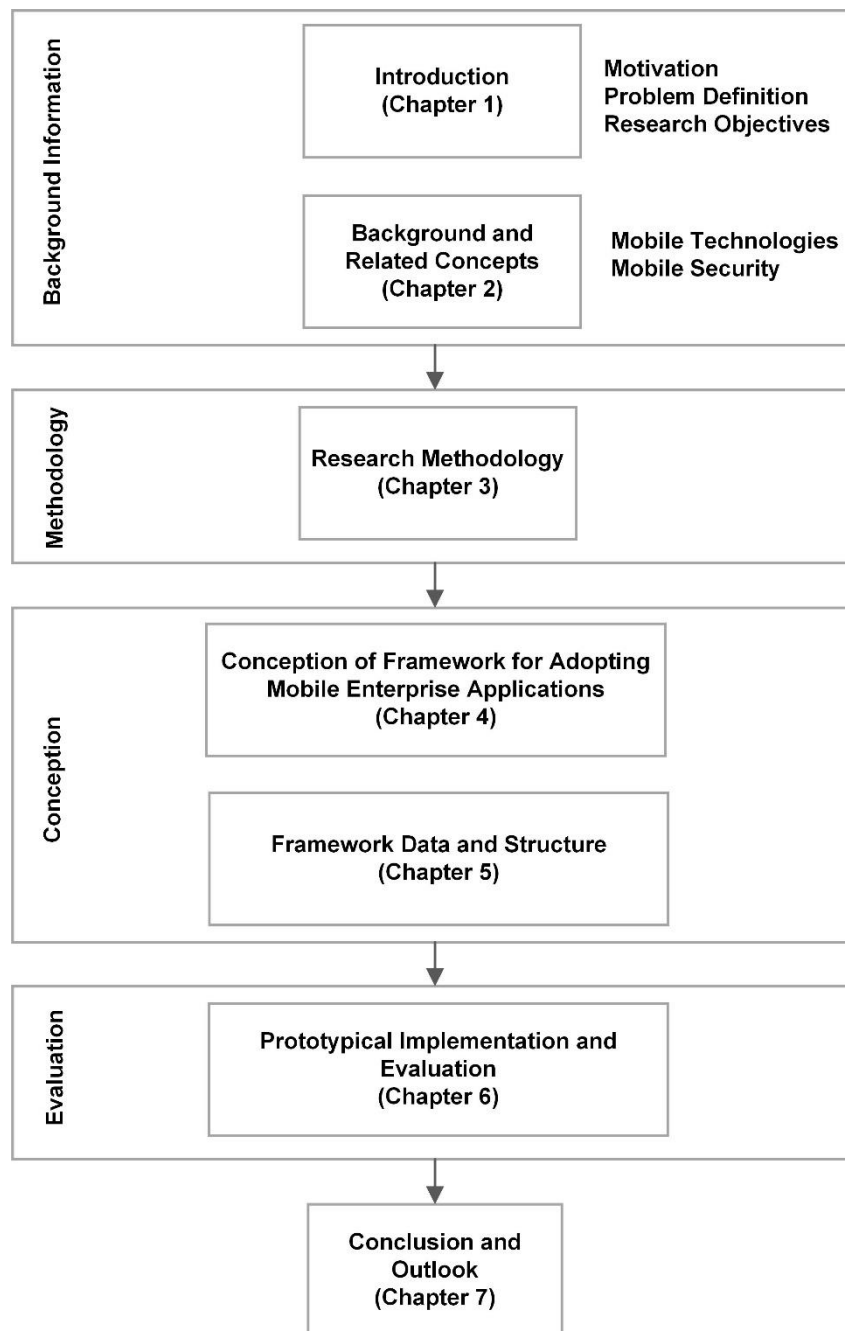 Background Information
Introduction
(Chapter 1)
Motivation
Problem Definition
Research Objectives
Background and
Related Concepts
(Chapter 2)
Mobile Technologies
Mobile Security
Methodology
Research Methodology
(Chapter 3)
Conception
Conception of Framework for Adopting
Mobile Enterprise Applications
(Chapter 4)
Framework Data and Structure
(Chapter 5)
Evaluation
Prototypical Implementation and
Evaluation
(Chapter 6)
Conclusion and
Outlook
(Chapter 7)